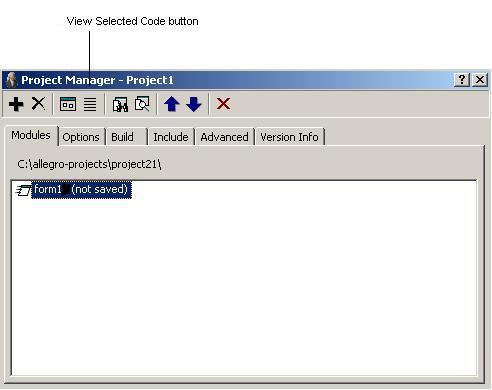 View Selected Code button
Project Manager - Project1
Modules Options Build Include Advanced Version Info
C:\allegro-projects\project21\
form1 (not saved)